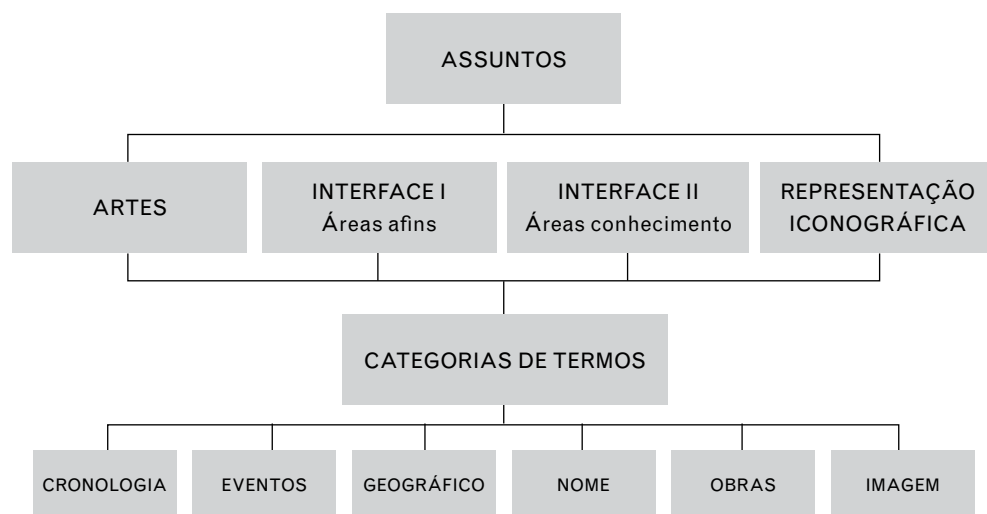 ASSUNTOS
ARTES
INTERFACE I
Áreas afins
INTERFACE II
Áreas conhecimento
REPRESENTAÇÃO
ICONOGRÁFICA
CATEGORIAS DE TERMOS
CRONOLOGIA
EVENTOS
GEOGRÁFICO
NOME
OBRAS
IMAGEM